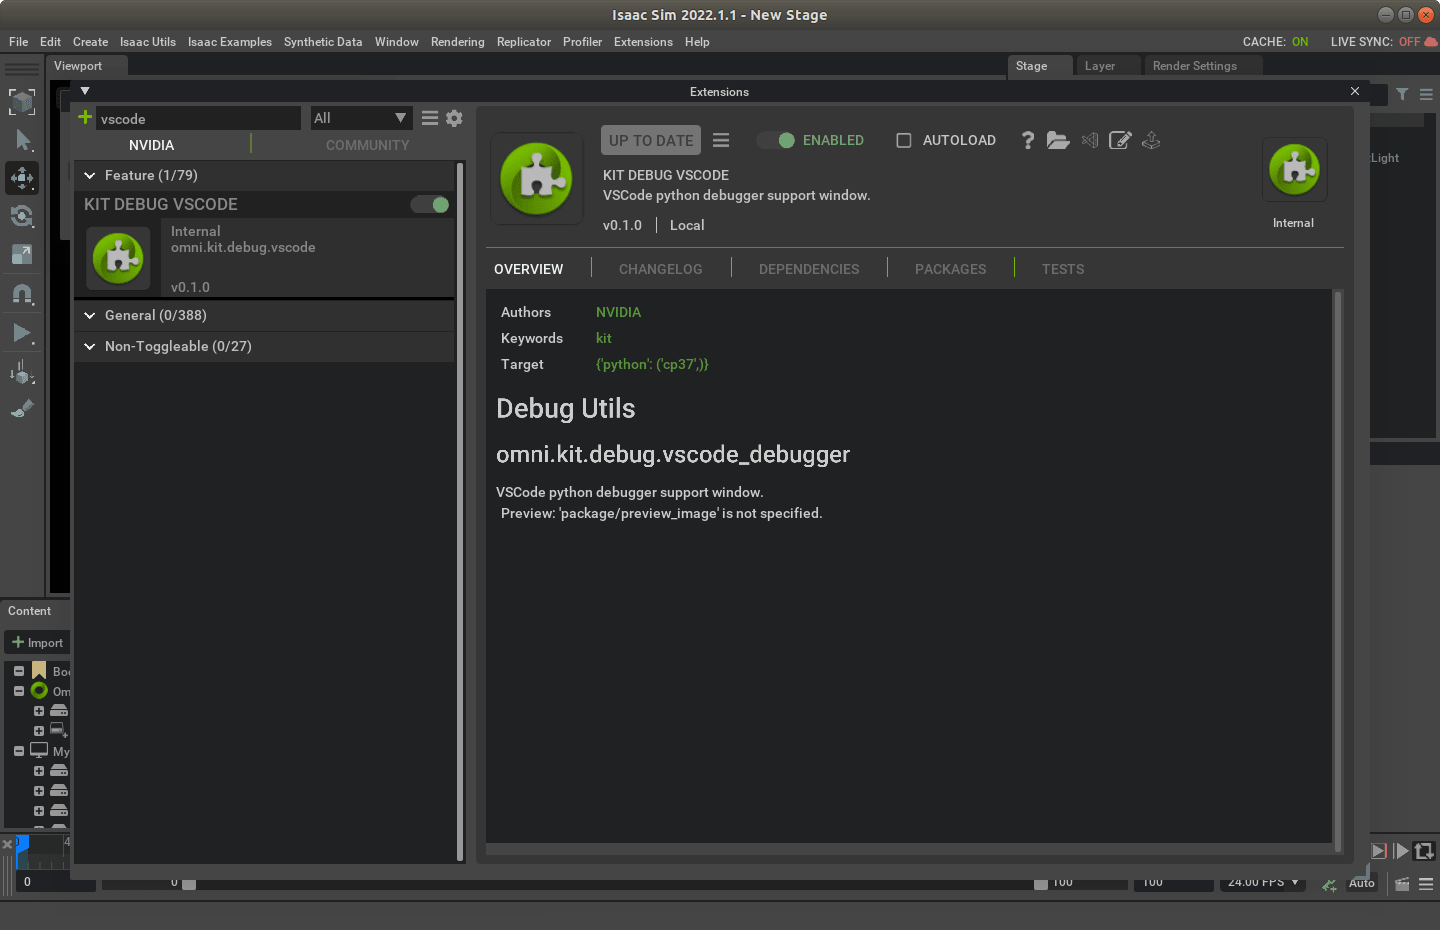 Isaac Sim 2022.1.1 - New Stage
File Edit Create Isaac Utils Isaac Examples Synthetic Data Window Rendering Replicator Profiler Extensions Help CACHE: ON LIVE SYNC: OFF
Viewport Stage Layer Render Settings
Extensions
vscode All
NVIDIA COMMUNITY
Feature (1/79)
KIT DEBUG VSCODE
Internal
omni.kit.debug.vscode
v0.1.0
General (0/388)
Non-Toggleable (0/27)
UP TO DATE ENABLED AUTOLOAD
KIT DEBUG VSCODE
VSCode python debugger support window.
v0.1.0 Local
Internal
OVERVIEW CHANGELOG DEPENDENCIES PACKAGES TESTS
Authors NVIDIA
Keywords kit
Target {'python': ('cp37',)}
Debug Utils
omni.kit.debug.vscode_debugger
VSCode python debugger support window.
Preview: 'package/preview_image' is not specified.
Light
Content
Import
Boo
Om
My
0 4
0 0 100 100 24.00 FPS Auto